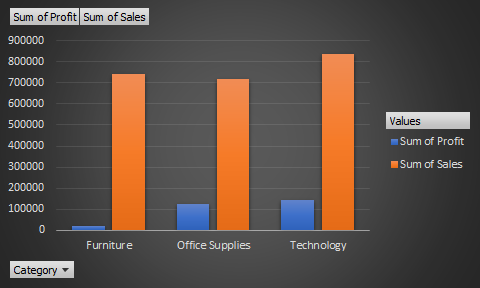 Sum of Profit Sum of Sales
900000
800000
700000
600000
500000
400000
300000
200000
100000
0
Furniture Office Supplies Technology
Values
Sum of Profit
Sum of Sales
Category